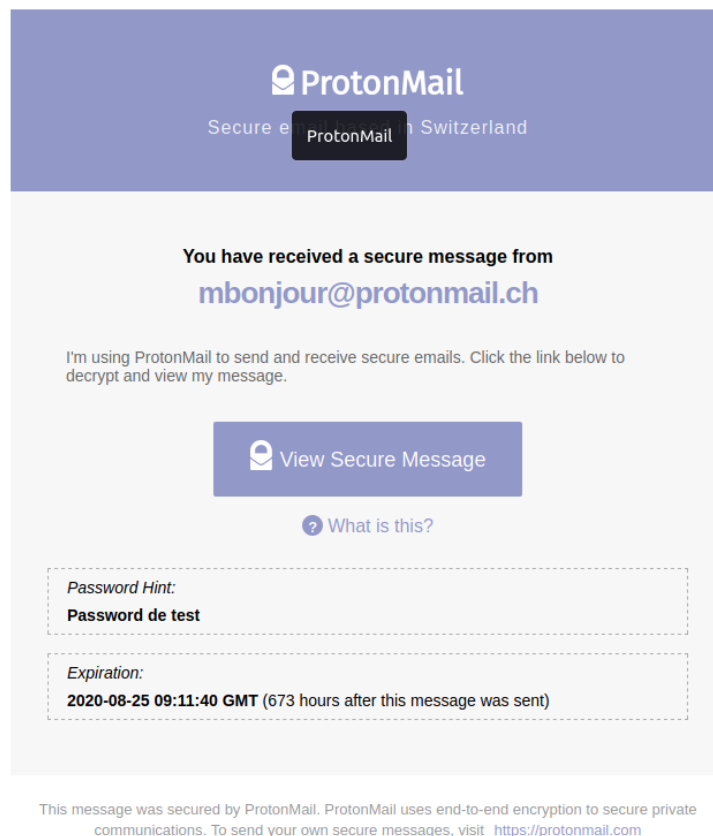 ProtonMail
Secure email based in Switzerland
ProtonMail
You have received a secure message from
mbonjour@protonmail.ch
I'm using ProtonMail to send and receive secure emails. Click the link below to
decrypt and view my message.
View Secure Message
? What is this?
Password Hint:
Password de test
Expiration:
2020-08-25 09:11:40 GMT (673 hours after this message was sent)
This message was secured by ProtonMail. ProtonMail uses end-to-end encryption to secure private
communications. To send your own secure messages, visit https://protonmail.com